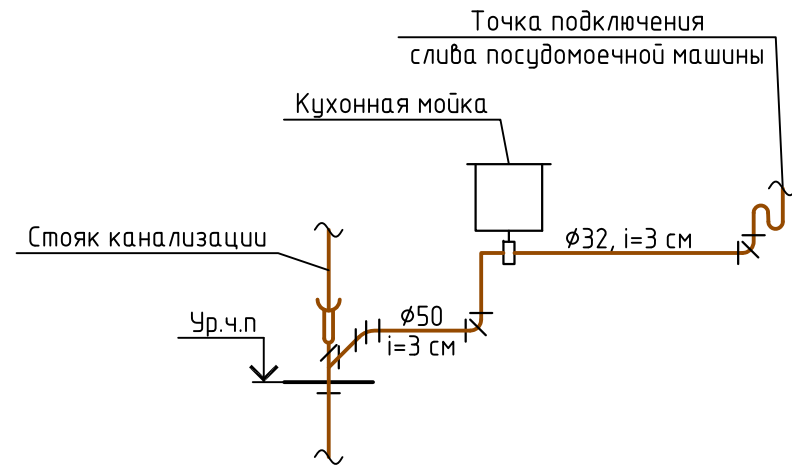 Точка подключения
слива посудомоечной машины
Кухонная мойка
Стояк канализации
ø32, i=3 см
ø50
i=3 см
Ур.ч.п